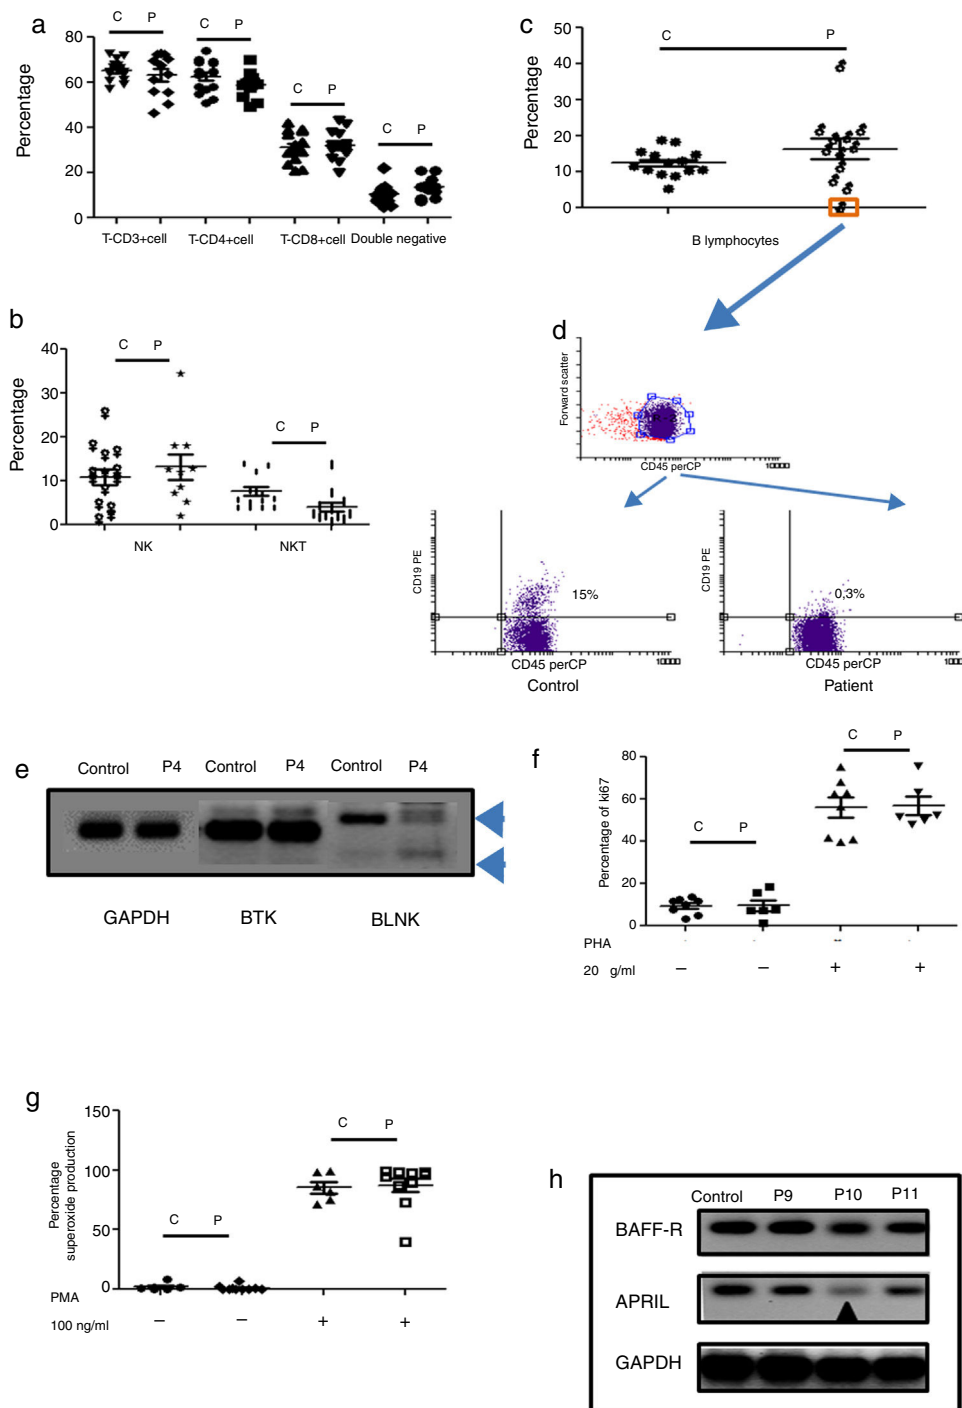 a
C P
C P
C P
C P
Percentage
80
60
40
20
0
T-CD3+cell T-CD4+cell T-CD8+cell Double negative
c
C P
Percentage
50
40
30
20
10
0
B lymphocytes
b
C P
C P
Percentage
40
30
20
10
0
NK NKT
d
Forward scatter
CD45 perCP
CD19 PE
15%
CD45 perCP
Control
CD19 PE
0,3%
CD45 perCP
Patient
e
Control P4 Control P4 Control P4
GAPDH BTK BLNK
f
C P
C P
Percentage of ki67
80
60
40
20
0
PHA
20 g/ml − − + +
g
C P
C P
Percentage
superoxide production
150
100
50
0
PMA
100 ng/ml − − + +
h
Control P9 P10 P11
BAFF-R
APRIL
GAPDH